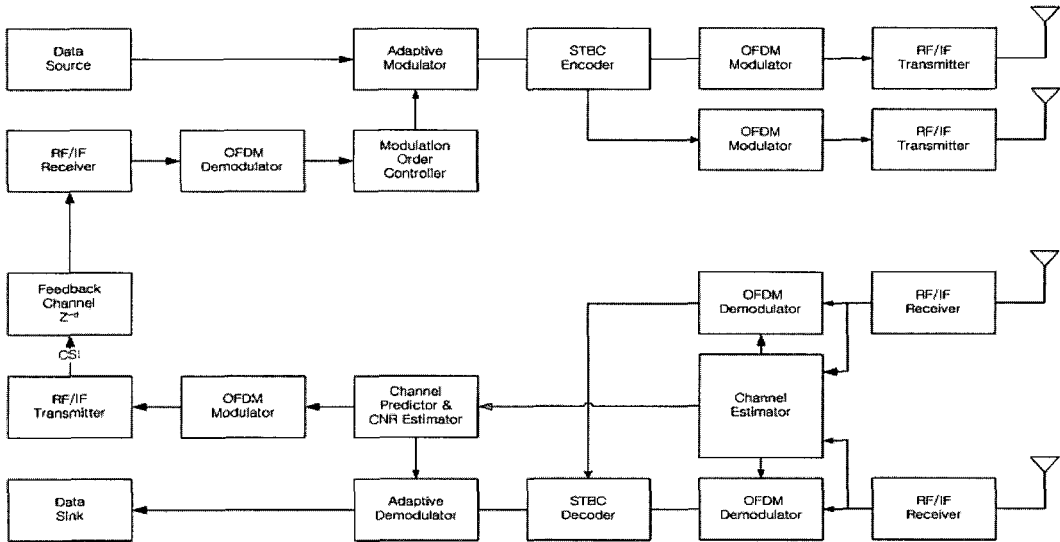 Data
Source
Adaptive
Modulator
STBC
Encoder
OFDM
Modulator
RF/IF
Transmitter
OFDM
Modulator
RF/IF
Transmitter
RF/IF
Receiver
OFDM
Demodulator
Modulation
Order
Controller
Feedback
Channel
Z⁻ᵈ
OFDM
Demodulator
RF/IF
Receiver
CSI
RF/IF
Transmitter
OFDM
Modulator
Channel
Predictor &
CNR Estimator
Channel
Estimator
Data
Sink
Adaptive
Demodulator
STBC
Decoder
OFDM
Demodulator
RF/IF
Receiver